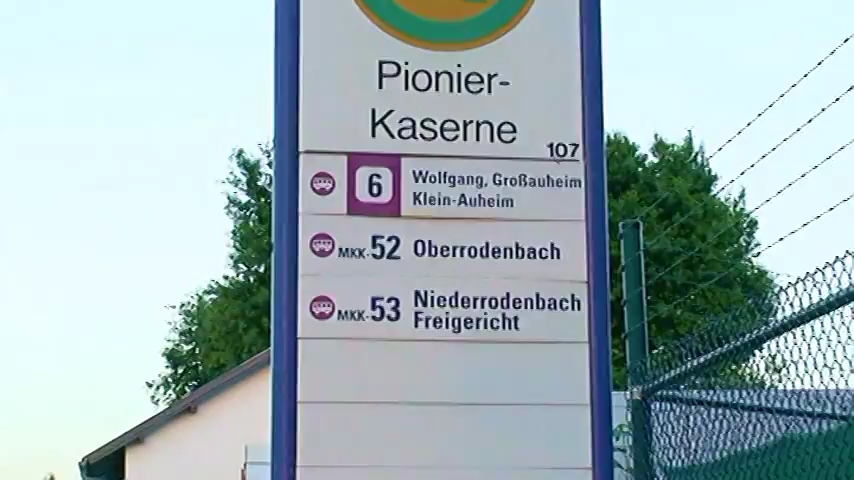 Pionier-
Kaserne
107
6 Wolfgang, Großauheim
Klein-Auheim
MKK-52 Oberrodenbach
MKK-53 Niederrodenbach
Freigericht